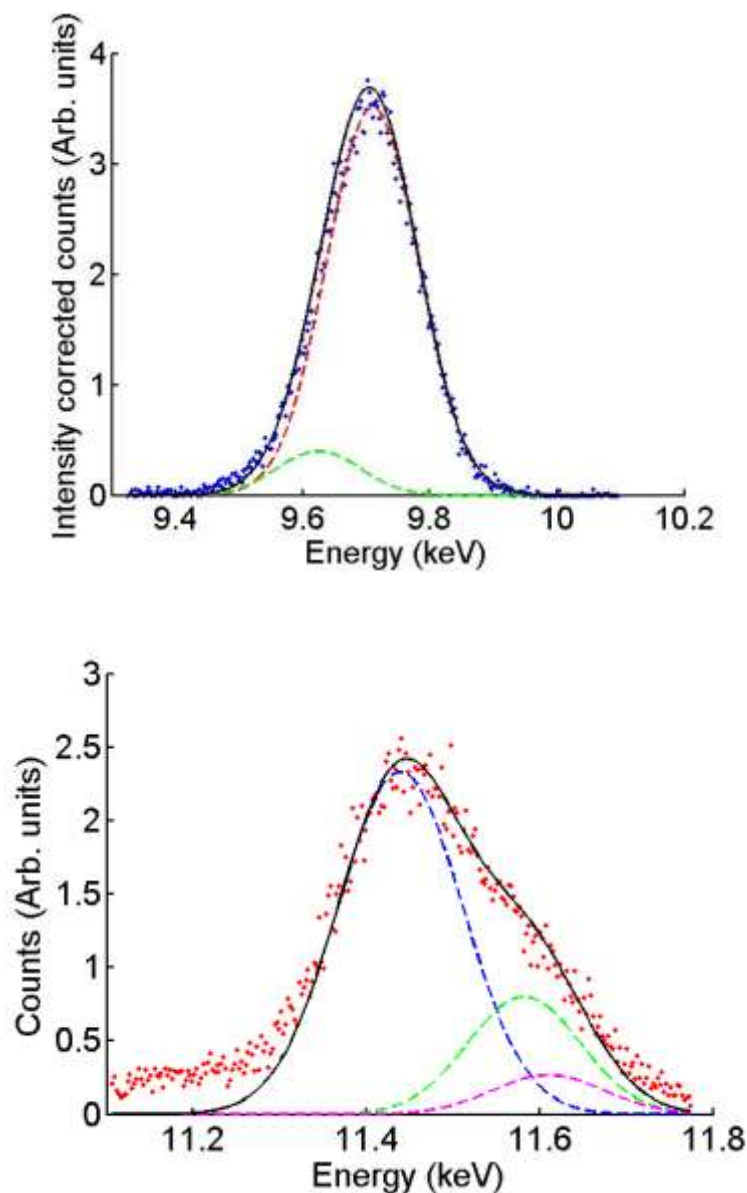 Intensity corrected counts (Arb. units)
4
3
2
1
0
9.4 9.6 9.8 10 10.2
Energy (keV)
Counts (Arb. units)
3
2.5
2
1.5
1
0.5
0
11.2 11.4 11.6 11.8
Energy (keV)